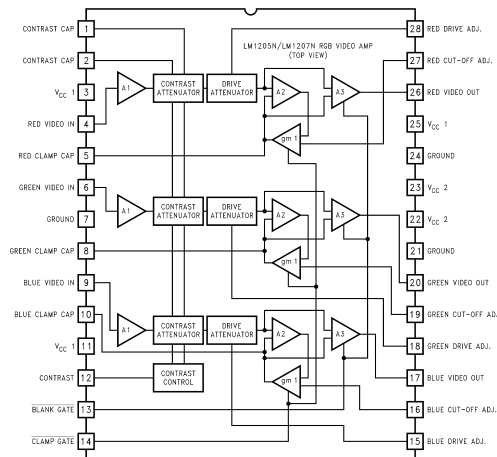 LM1205N/LM1207N RGB VIDEO AMP
(TOP VIEW)
CONTRAST CAP 1
CONTRAST CAP 2
VCC 1 3
RED VIDEO IN 4
RED CLAMP CAP 5
GREEN VIDEO IN 6
GROUND 7
GREEN CLAMP CAP 8
BLUE VIDEO IN 9
BLUE CLAMP CAP 10
VCC 1 11
CONTRAST 12
BLANK GATE 13
CLAMP GATE 14
28 RED DRIVE ADJ.
27 RED CUT-OFF ADJ.
26 RED VIDEO OUT
25 VCC 1
24 GROUND
23 VCC 2
22 VCC 2
21 GROUND
20 GREEN VIDEO OUT
19 GREEN CUT-OFF ADJ.
18 GREEN DRIVE ADJ.
17 BLUE VIDEO OUT
16 BLUE CUT-OFF ADJ.
15 BLUE DRIVE ADJ.
A1
CONTRAST
ATTENUATOR
DRIVE
ATTENUATOR
A2
A3
gm 1
A1
CONTRAST
ATTENUATOR
DRIVE
ATTENUATOR
A2
A3
gm 1
A1
CONTRAST
ATTENUATOR
DRIVE
ATTENUATOR
A2
A3
gm 1
CONTRAST
CONTROL